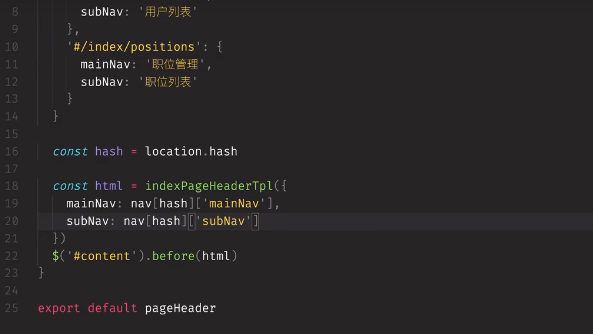 8 subNav: '用户列表'
9 },
10 '#/index/positions': {
11 mainNav: '职位管理',
12 subNav: '职位列表'
13 }
14 }
15
16 const hash = location.hash
17
18 const html = indexPageHeaderTpl({
19 mainNav: nav[hash]['mainNav'],
20 subNav: nav[hash]['subNav']
21 })
22 $('#content').before(html)
23 }
24
25 export default pageHeader